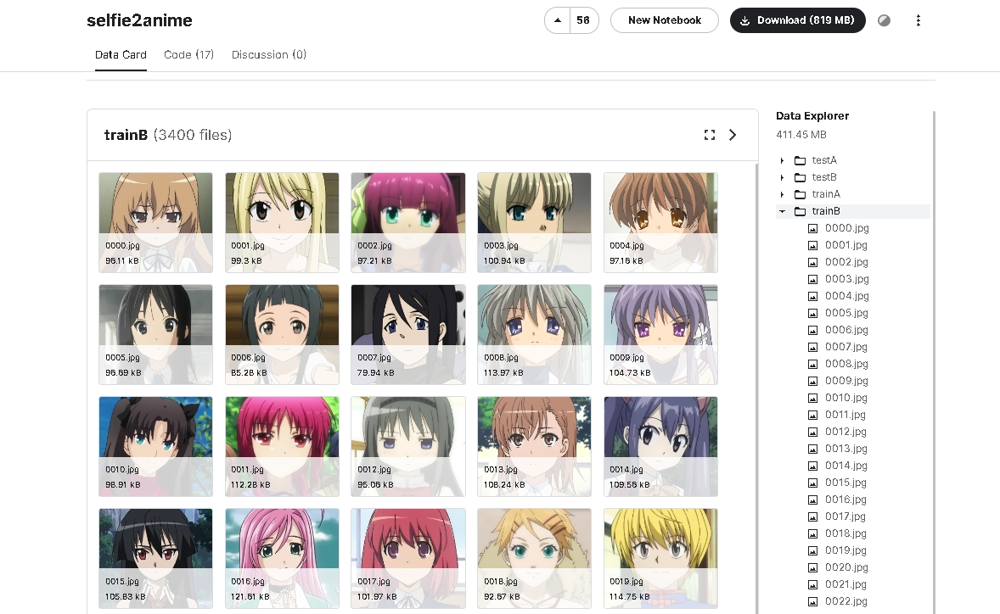 selfie2anime
56
New Notebook
Download (819 MB)
Data Card
Code (17)
Discussion (0)
trainB (3400 files)
0000.jpg
96.11 kB
0001.jpg
99.3 kB
0002.jpg
97.21 kB
0003.jpg
100.94 kB
0004.jpg
97.16 kB
0005.jpg
96.69 kB
0006.jpg
85.28 kB
0007.jpg
79.94 kB
0008.jpg
113.97 kB
0009.jpg
104.73 kB
0010.jpg
98.91 kB
0011.jpg
112.28 kB
0012.jpg
95.06 kB
0013.jpg
108.24 kB
0014.jpg
109.56 kB
0015.jpg
105.83 kB
0016.jpg
121.61 kB
0017.jpg
101.97 kB
0018.jpg
92.67 kB
0019.jpg
114.75 kB
Data Explorer
411.45 MB
testA
testB
trainA
trainB
0000.jpg
0001.jpg
0002.jpg
0003.jpg
0004.jpg
0005.jpg
0006.jpg
0007.jpg
0008.jpg
0009.jpg
0010.jpg
0011.jpg
0012.jpg
0013.jpg
0014.jpg
0015.jpg
0016.jpg
0017.jpg
0018.jpg
0019.jpg
0020.jpg
0021.jpg
0022.jpg